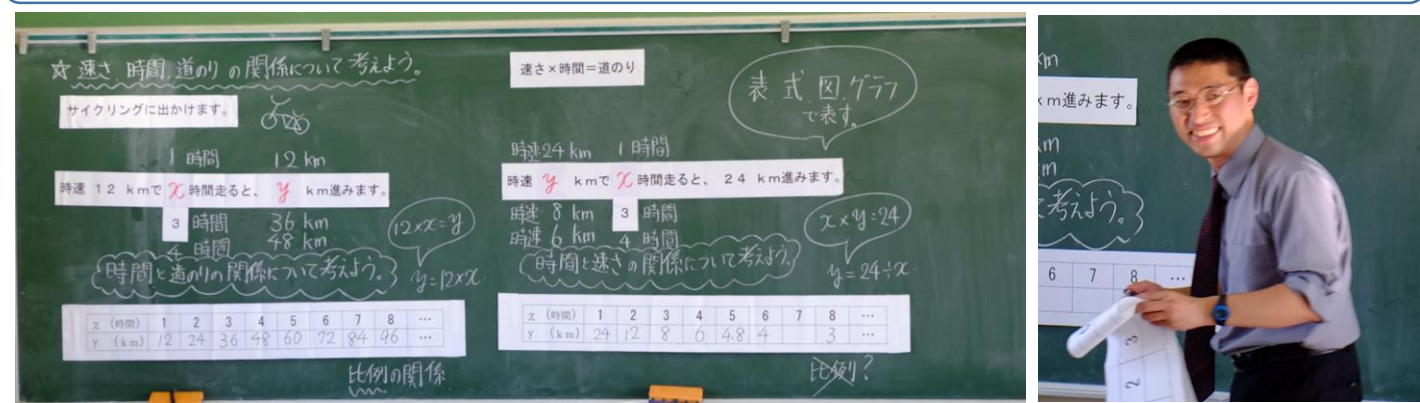 ☆ 速さ、時間、道のりの関係について考えよう。
サイクリングに出かけます。
1 時間 12 km
時速 12 kmで x 時間走ると、 y km進みます。
3 時間 36 km
4 時間 48 km
12×x=y
y=12×x
時間と道のりの関係について考えよう。
x (時間) 1 2 3 4 5 6 7 8 …
y (km) 12 24 36 48 60 72 84 96 …
比例の関係
速さ×時間=道のり
表、式、図、グラフ
で表す。
時速24 km 1 時間
時速 y kmで x 時間走ると、 24 km進みます。
時速 8 km 3 時間
時速 6 km 4 時間
x×y=24
y=24÷x
時間と速さの関係について考えよう。
x (時間) 1 2 3 4 5 6 7 8 …
y (km) 24 12 8 6 4.8 4 3 …
比例?
km
km進みます。
km
m
て考えよう。
6 7 8 …
3
2